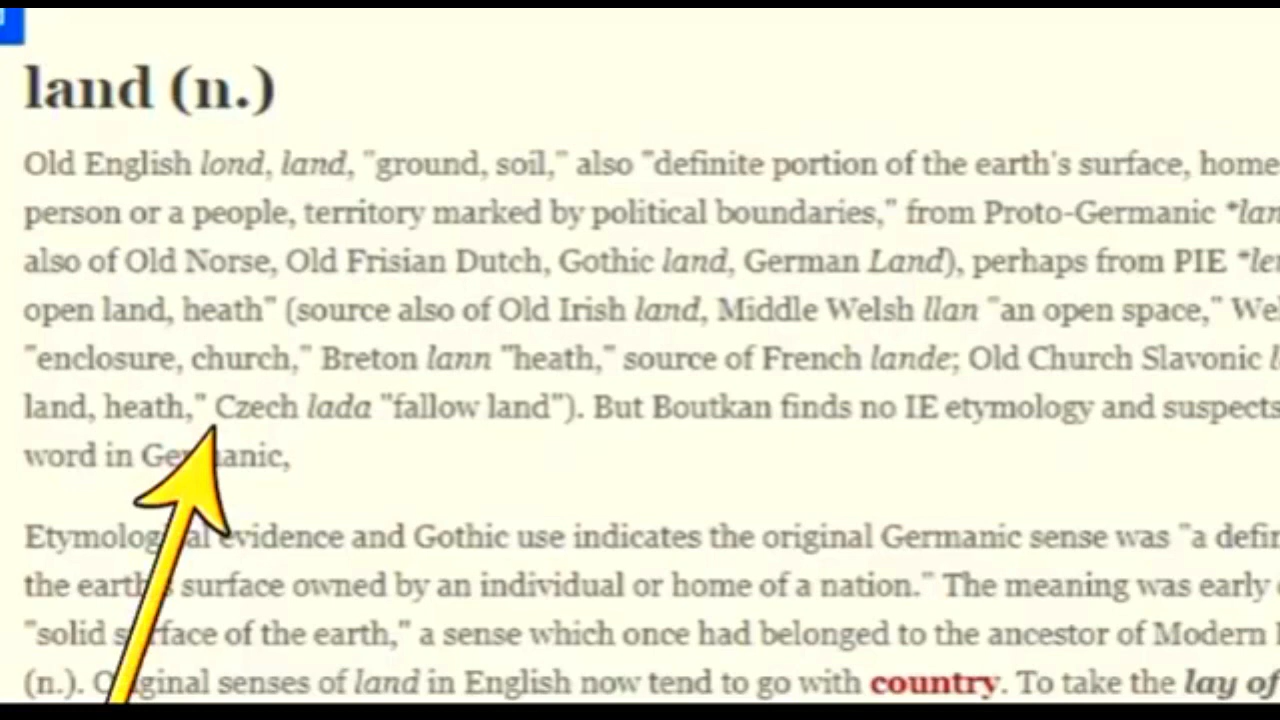 land (n.)
Old English lond, land, "ground, soil," also "definite portion of the earth's surface, home
person or a people, territory marked by political boundaries," from Proto-Germanic *lan
also of Old Norse, Old Frisian Dutch, Gothic land, German Land), perhaps from PIE *le
open land, heath" (source also of Old Irish land, Middle Welsh llan "an open space," Wel
"enclosure, church," Breton lann "heath," source of French lande; Old Church Slavonic
land, heath," Czech lada "fallow land"). But Boutkan finds no IE etymology and suspects
word in Germanic,
Etymological evidence and Gothic use indicates the original Germanic sense was "a defin
the earth's surface owned by an individual or home of a nation." The meaning was early
"solid surface of the earth," a sense which once had belonged to the ancestor of Modern
(n.). Original senses of land in English now tend to go with country. To take the lay of